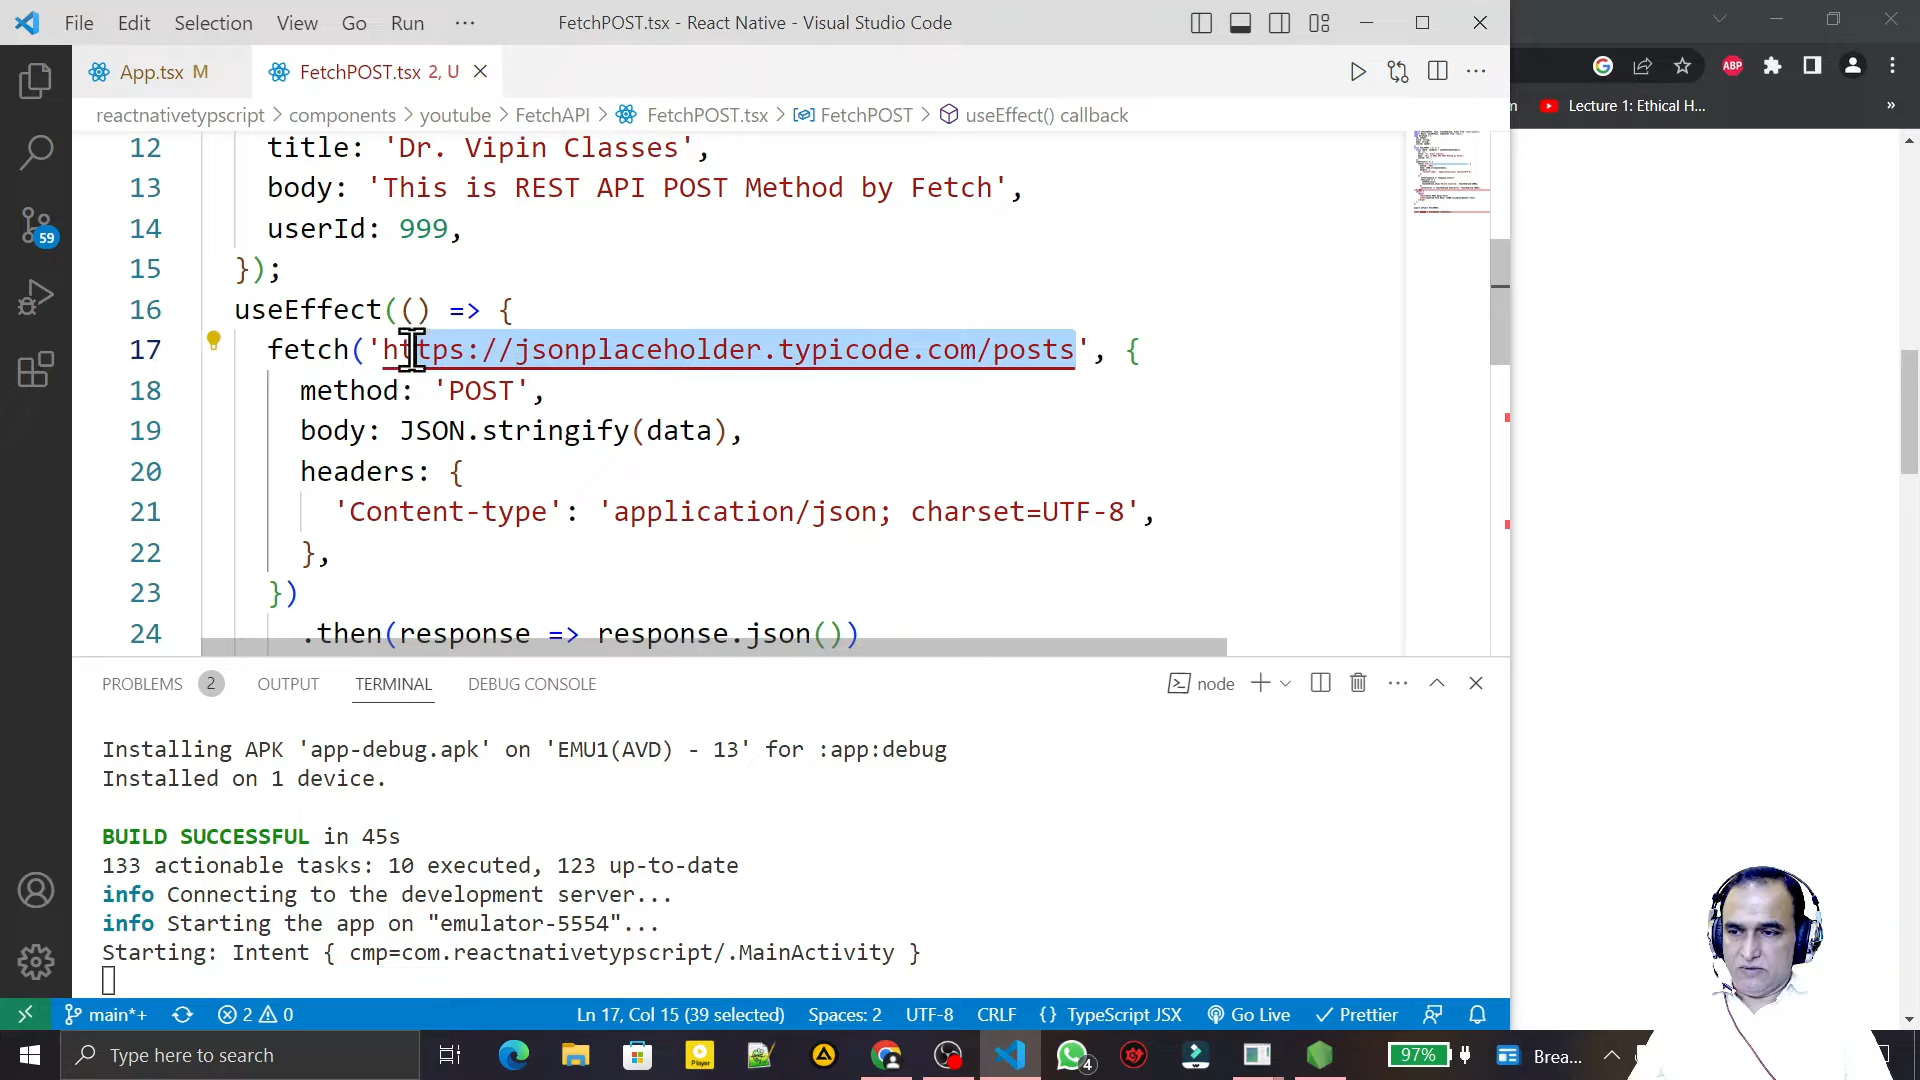 File Edit Selection View Go Run ··· FetchPOST.tsx - React Native - Visual Studio Code
App.tsx M FetchPOST.tsx 2, U
reactnativetypscript > components > youtube > FetchAPI > FetchPOST.tsx > FetchPOST > useEffect() callback
ABP
Lecture 1: Ethical H... »
12 title: 'Dr. Vipin Classes',
13 body: 'This is REST API POST Method by Fetch',
14 userId: 999,
15 });
16 useEffect(() => {
17 fetch('https://jsonplaceholder.typicode.com/posts', {
18 method: 'POST',
19 body: JSON.stringify(data),
20 headers: {
21 'Content-type': 'application/json; charset=UTF-8',
22 },
23 })
24 .then(response => response.json())
59
PROBLEMS 2 OUTPUT TERMINAL DEBUG CONSOLE node
Installing APK 'app-debug.apk' on 'EMU1(AVD) - 13' for :app:debug
Installed on 1 device.
BUILD SUCCESSFUL in 45s
133 actionable tasks: 10 executed, 123 up-to-date
info Connecting to the development server...
info Starting the app on "emulator-5554"...
Starting: Intent { cmp=com.reactnativetypscript/.MainActivity }
main*+ 2 0 Ln 17, Col 15 (39 selected) Spaces: 2 UTF-8 CRLF {} TypeScript JSX Go Live Prettier
Type here to search Player 4 97% Brea...